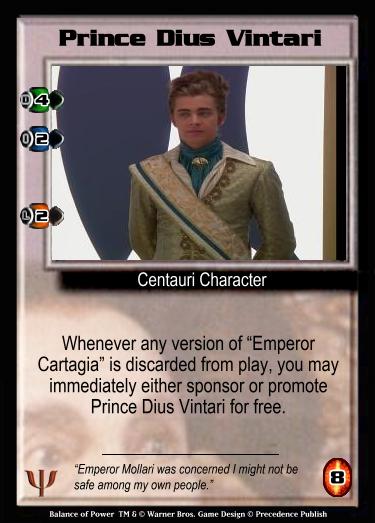 Prince Dius Vintari
D 4
I 2
L 2
Centauri Character
Whenever any version of “Emperor
Cartagia” is discarded from play, you may
immediately either sponsor or promote
Prince Dius Vintari for free.
“Emperor Mollari was concerned I might not be
safe among my own people.”
8
Balance of Power TM & © Warner Bros. Game Design © Precedence Publish